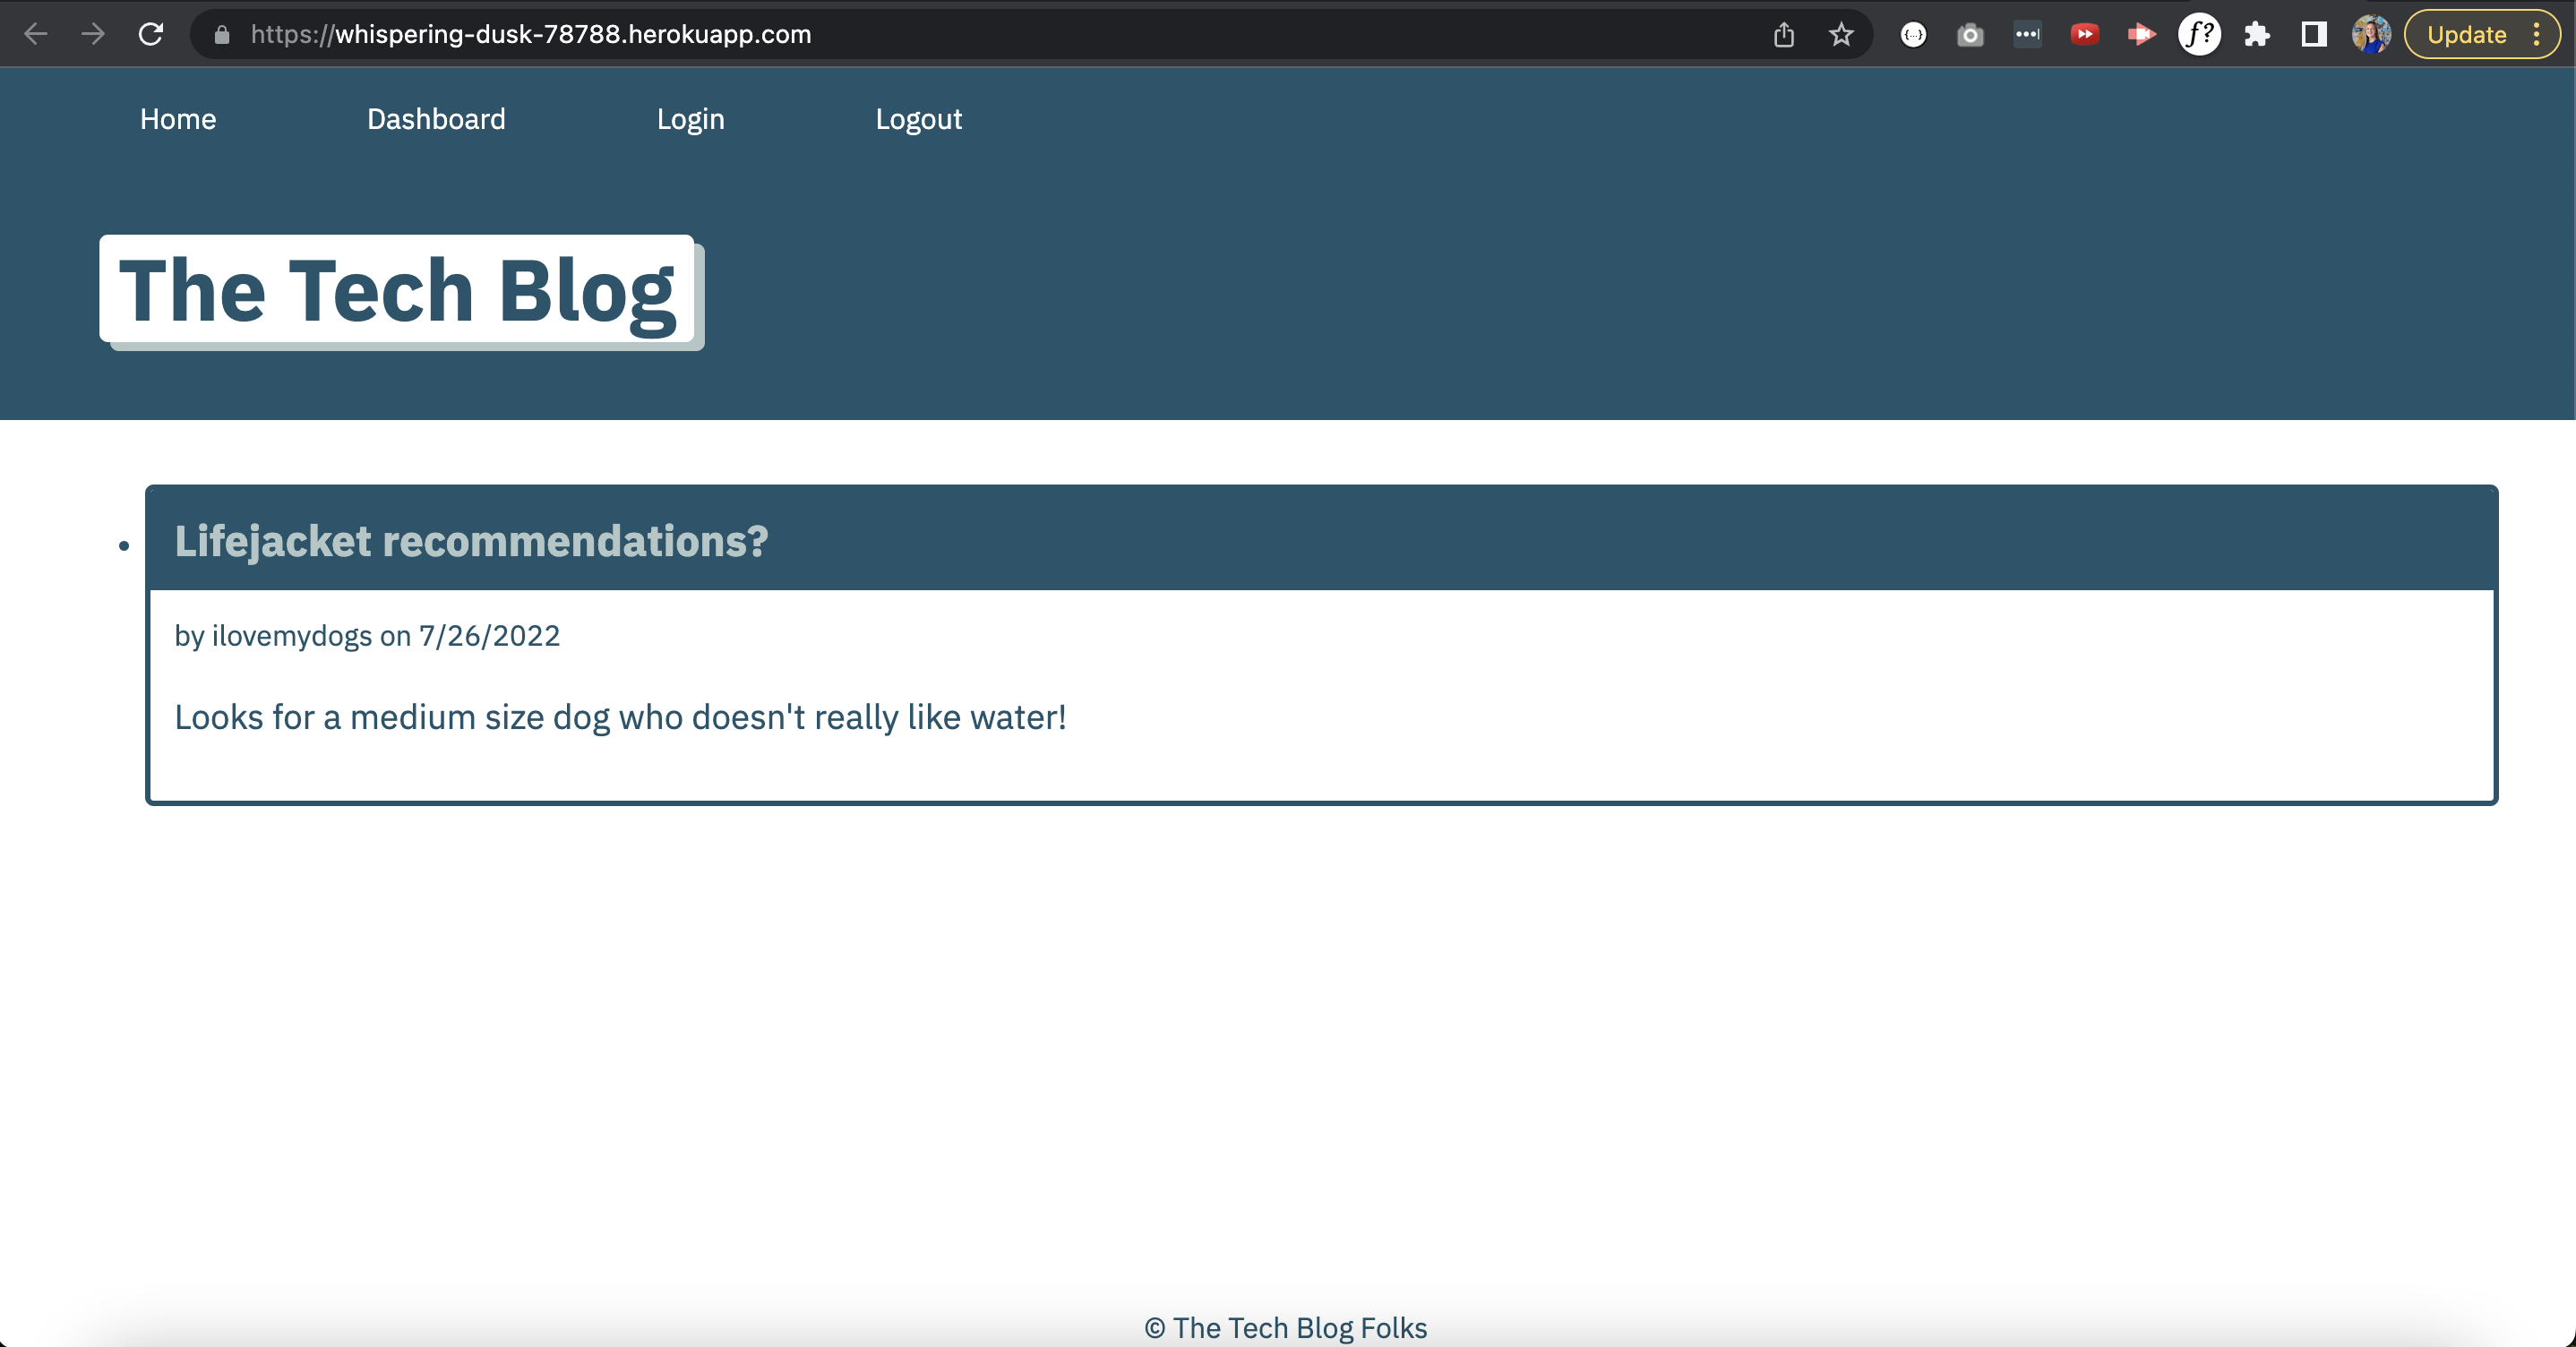 https://whispering-dusk-78788.herokuapp.com
{...}
f?
Update
Home Dashboard Login Logout
The Tech Blog
• Lifejacket recommendations?
by ilovemydogs on 7/26/2022
Looks for a medium size dog who doesn't really like water!
© The Tech Blog Folks